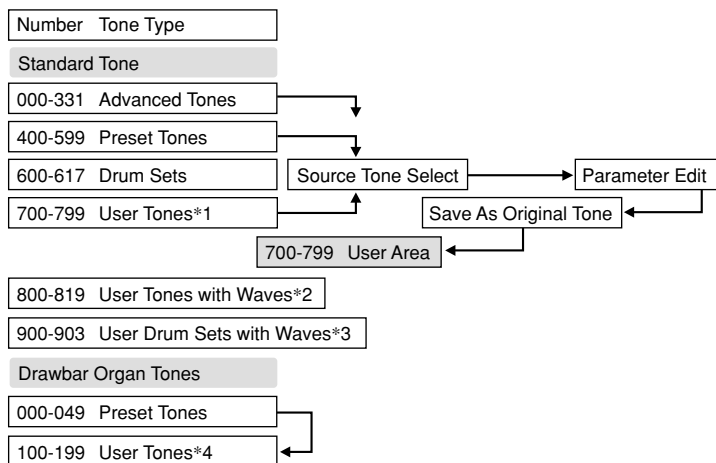 Number Tone Type
Standard Tone
000-331 Advanced Tones
400-599 Preset Tones
600-617 Drum Sets
Source Tone Select
Parameter Edit
700-799 User Tones*1
Save As Original Tone
700-799 User Area
800-819 User Tones with Waves*2
900-903 User Drum Sets with Waves*3
Drawbar Organ Tones
000-049 Preset Tones
100-199 User Tones*4